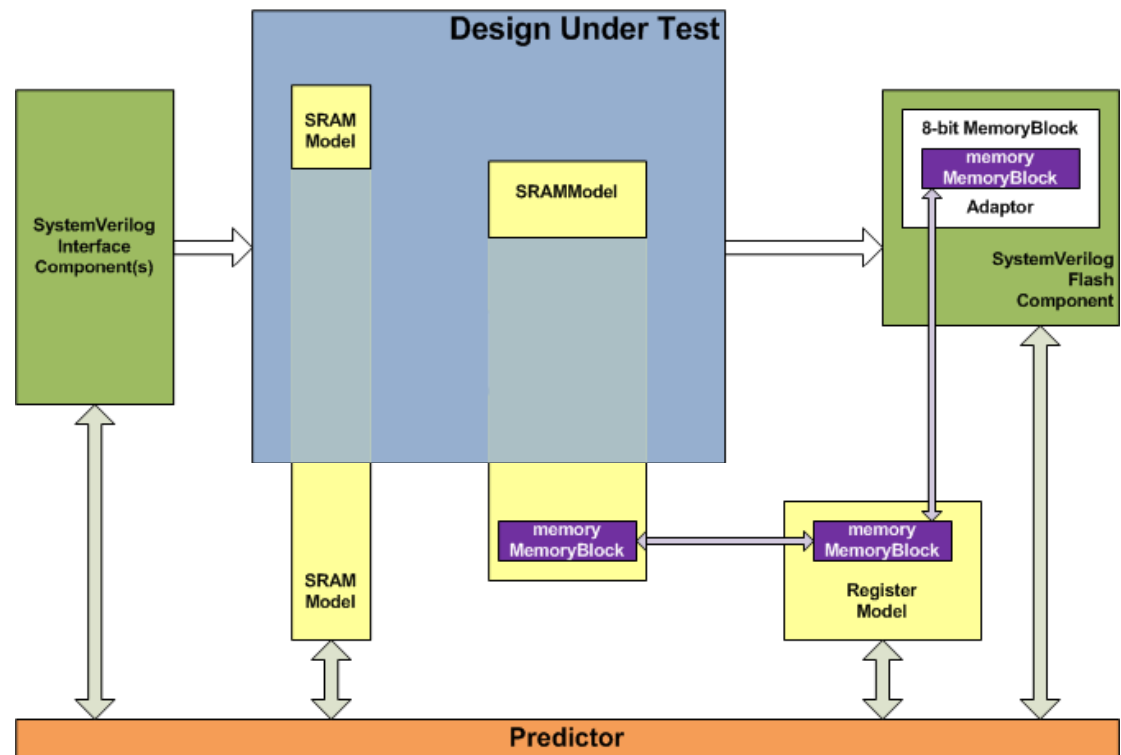 Design Under Test
SRAM
Model
SRAMModel
SystemVerilog
Interface
Component(s)
8-bit MemoryBlock
memory
MemoryBlock
Adaptor
SystemVerilog
Flash
Component
memory
MemoryBlock
memory
MemoryBlock
SRAM
Model
Register
Model
Predictor